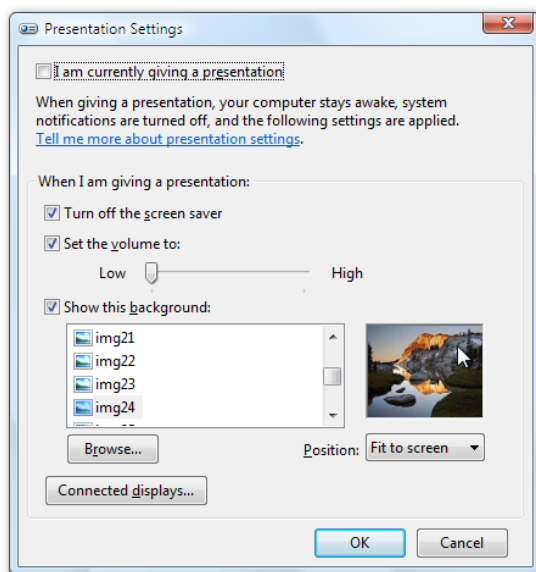 Presentation Settings
I am currently giving a presentation
When giving a presentation, your computer stays awake, system
notifications are turned off, and the following settings are applied.
Tell me more about presentation settings.
When I am giving a presentation:
Turn off the screen saver
Set the volume to:
Low High
Show this background:
img21
img22
img23
img24
Browse...
Position: Fit to screen
Connected displays...
OK Cancel